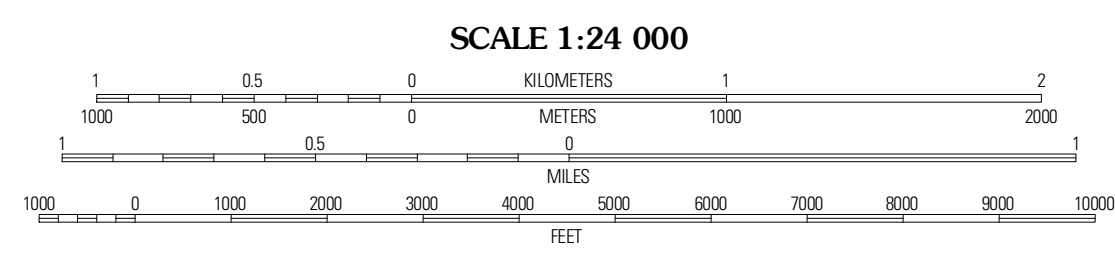 SCALE 1:24 000
1 0.5 0 KILOMETERS 1 2
1000 500 0 METERS 1000 2000
1 0.5 0 1
MILES
1000 0 1000 2000 3000 4000 5000 6000 7000 8000 9000 10000
FEET